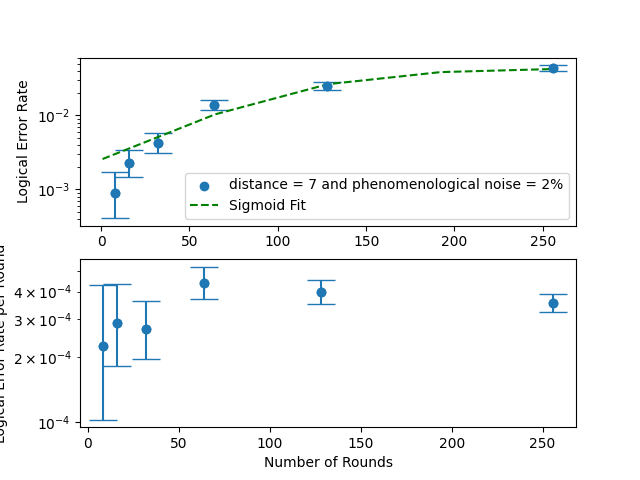 Logical Error Rate
10⁻²
10⁻³
distance = 7 and phenomenological noise = 2%
Sigmoid Fit
0 50 100 150 200 250
Logical Error Rate per Round
4 × 10⁻⁴
3 × 10⁻⁴
2 × 10⁻⁴
10⁻⁴
0 50 100 150 200 250
Number of Rounds